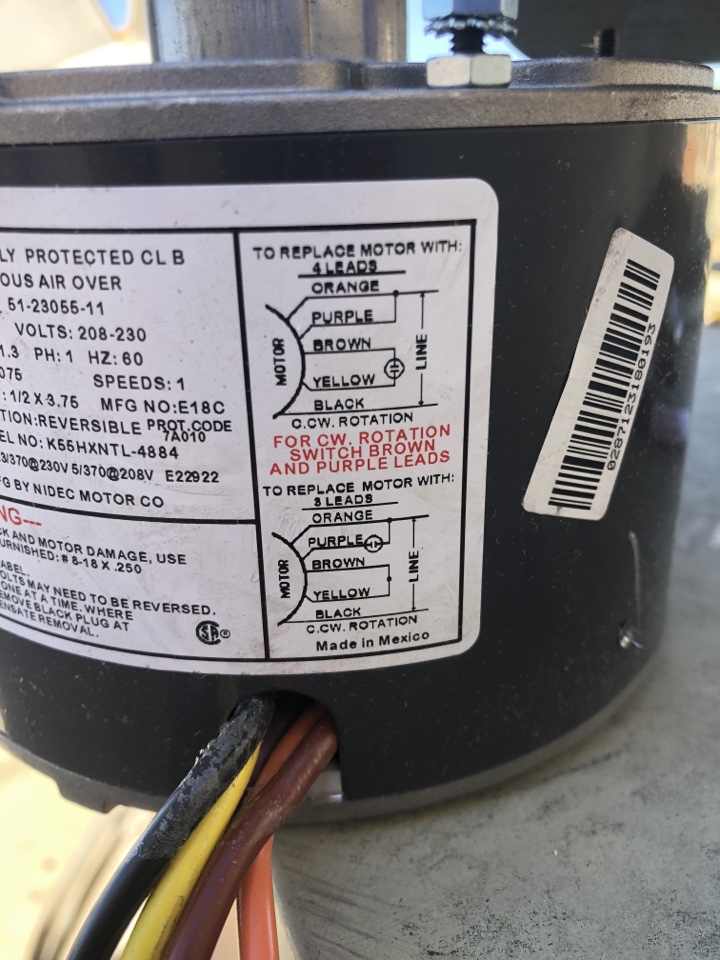 LY PROTECTED CL B
OUS AIR OVER
51-23055-11
VOLTS: 208-230
1.3 PH: 1 HZ: 60
075 SPEEDS: 1
: 1/2 X 3.75 MFG NO: E18C
TION: REVERSIBLE PROT. CODE
7A010
EL NO: K55HXNTL-4884
3/370@230V 5/370@208V E22922
FG BY NIDEC MOTOR CO
NG---
CK AND MOTOR DAMAGE, USE
URNISHED: # 8-18 X .250
ABEL.
OLTS MAY NEED TO BE REVERSED.
ONE AT A TIME. WHERE
EMOVE BLACK PLUG AT
ENSATE REMOVAL.
SA®
TO REPLACE MOTOR WITH:
4 LEADS
ORANGE
PURPLE
BROWN
YELLOW
BLACK
MOTOR
LINE
C.CW. ROTATION
FOR CW. ROTATION
SWITCH BROWN
AND PURPLE LEADS
TO REPLACE MOTOR WITH:
3 LEADS
ORANGE
PURPLE
BROWN
YELLOW
BLACK
MOTOR
LINE
C.CW. ROTATION
Made in Mexico
0287123180193